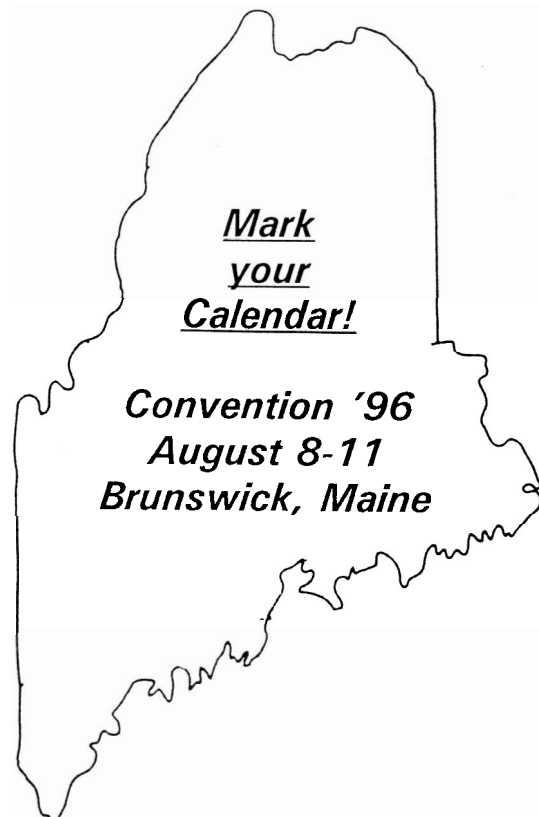 Mark
your
Calendar!
Convention '96
August 8-11
Brunswick, Maine